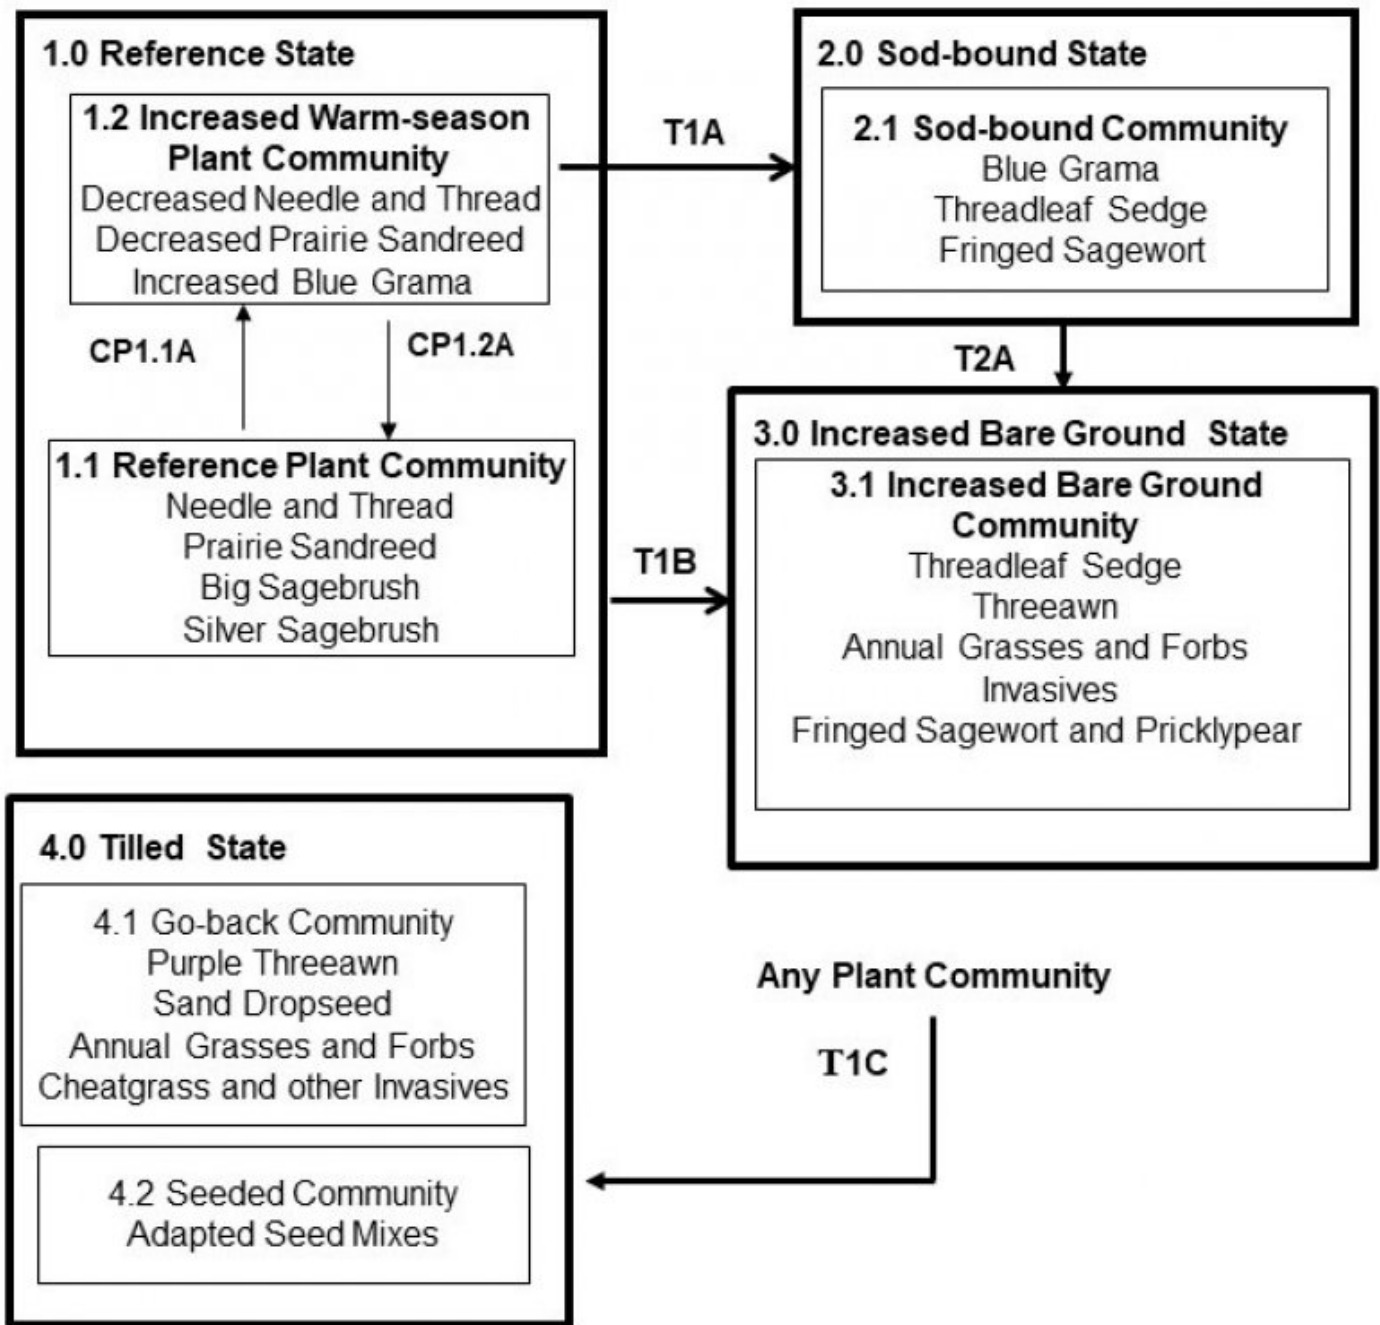 1.0 Reference State
1.2 Increased Warm-season
Plant Community
Decreased Needle and Thread
Decreased Prairie Sandreed
Increased Blue Grama
CP1.1A
CP1.2A
1.1 Reference Plant Community
Needle and Thread
Prairie Sandreed
Big Sagebrush
Silver Sagebrush
T1A
2.0 Sod-bound State
2.1 Sod-bound Community
Blue Grama
Threadleaf Sedge
Fringed Sagewort
T2A
T1B
3.0 Increased Bare Ground State
3.1 Increased Bare Ground
Community
Threadleaf Sedge
Threeawn
Annual Grasses and Forbs
Invasives
Fringed Sagewort and Pricklypear
4.0 Tilled State
4.1 Go-back Community
Purple Threeawn
Sand Dropseed
Annual Grasses and Forbs
Cheatgrass and other Invasives
4.2 Seeded Community
Adapted Seed Mixes
Any Plant Community
T1C